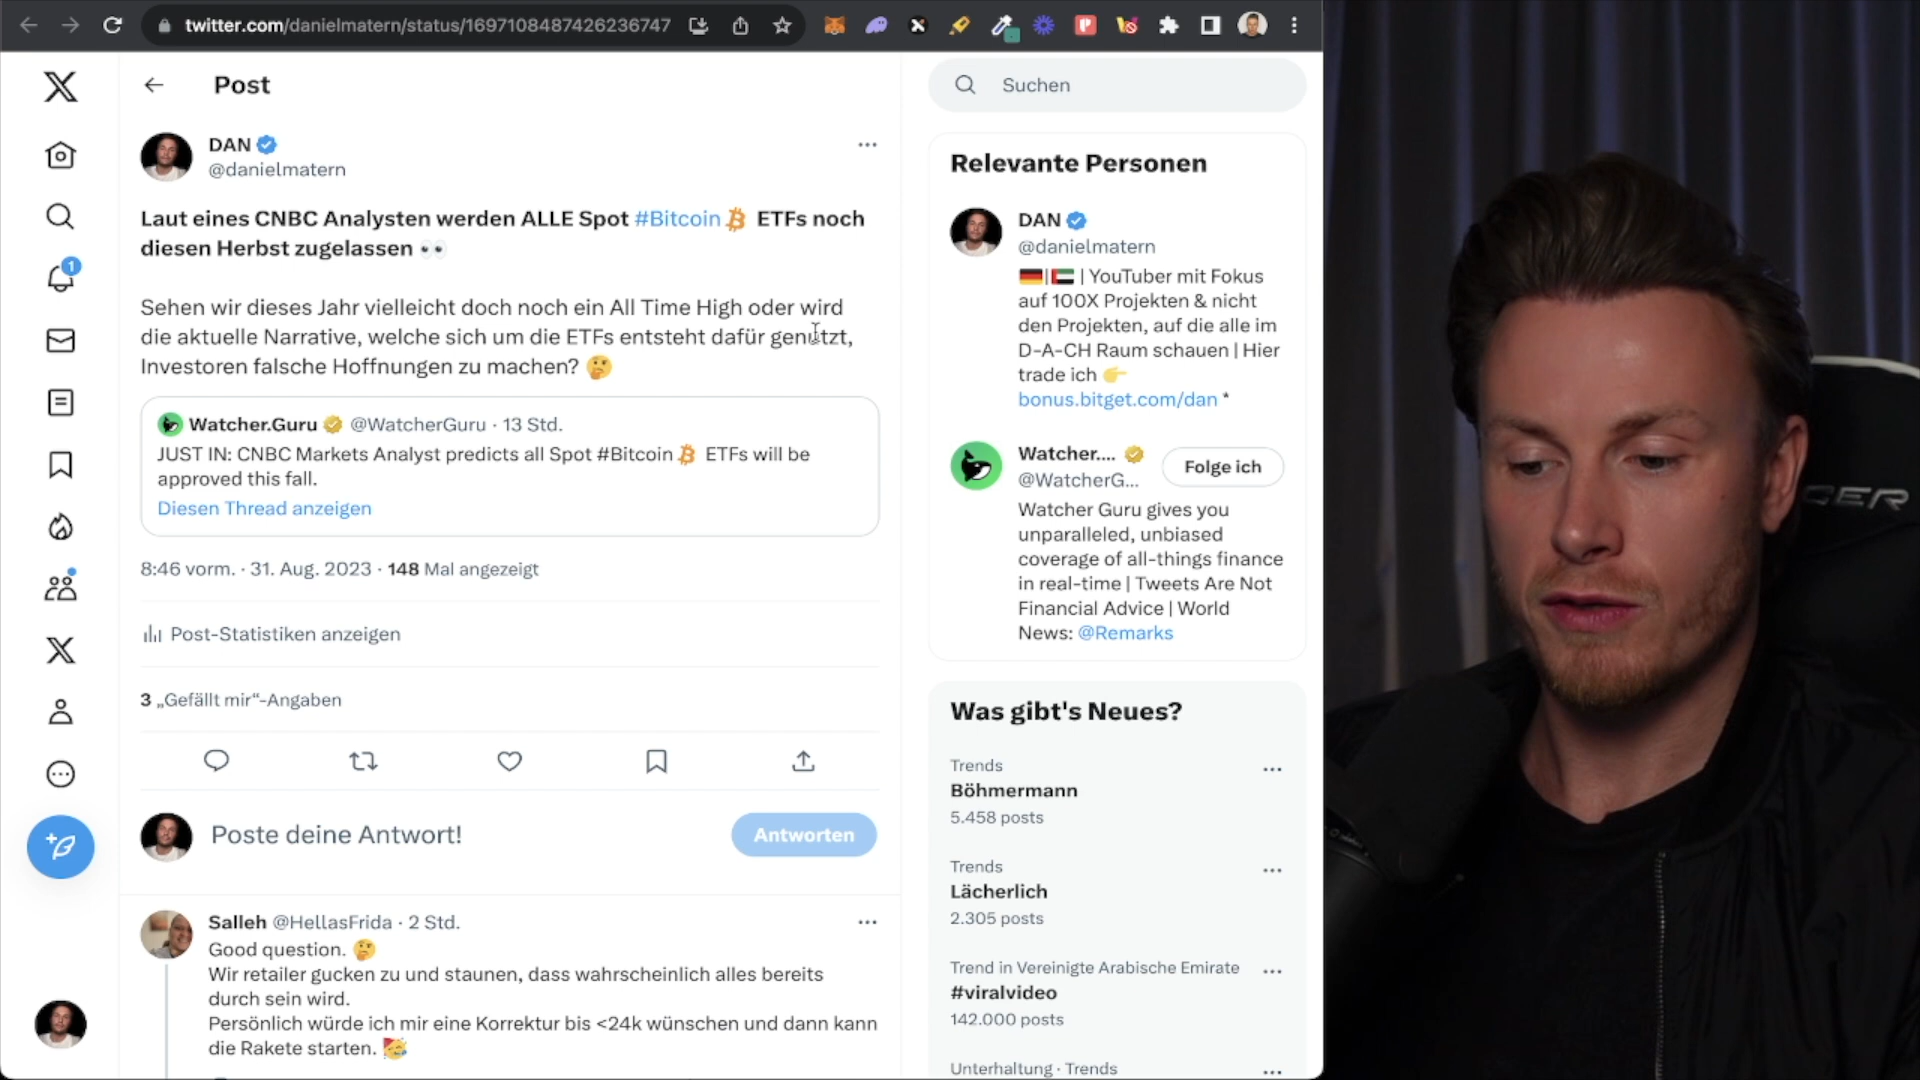 twitter.com/danielmatern/status/1697108487426236747
Post
Suchen
DAN
@danielmatern
Laut eines CNBC Analysten werden ALLE Spot #Bitcoin ETFs noch
diesen Herbst zugelassen 👀
Sehen wir dieses Jahr vielleicht doch noch ein All Time High oder wird
die aktuelle Narrative, welche sich um die ETFs entsteht dafür genutzt,
Investoren falsche Hoffnungen zu machen? 🤔
Watcher.Guru @WatcherGuru · 13 Std.
JUST IN: CNBC Markets Analyst predicts all Spot #Bitcoin ETFs will be
approved this fall.
Diesen Thread anzeigen
8:46 vorm. · 31. Aug. 2023 · 148 Mal angezeigt
Post-Statistiken anzeigen
3 „Gefällt mir“-Angaben
Poste deine Antwort!
Antworten
Salleh @HellasFrida · 2 Std.
Good question. 🤔
Wir retailer gucken zu und staunen, dass wahrscheinlich alles bereits
durch sein wird.
Persönlich würde ich mir eine Korrektur bis <24k wünschen und dann kann
die Rakete starten. 🥳
1
Relevante Personen
DAN
@danielmatern
🇩🇪|🇦🇪 | YouTuber mit Fokus
auf 100X Projekten & nicht
den Projekten, auf die alle im
D-A-CH Raum schauen | Hier
trade ich 👉
bonus.bitget.com/dan *
Watcher....
Folge ich
@WatcherG...
Watcher Guru gives you
unparalleled, unbiased
coverage of all-things finance
in real-time | Tweets Are Not
Financial Advice | World
News: @Remarks
Was gibt's Neues?
Trends
Böhmermann
5.458 posts
Trends
Lächerlich
2.305 posts
Trend in Vereinigte Arabische Emirate
#viralvideo
142.000 posts
Unterhaltung · Trends